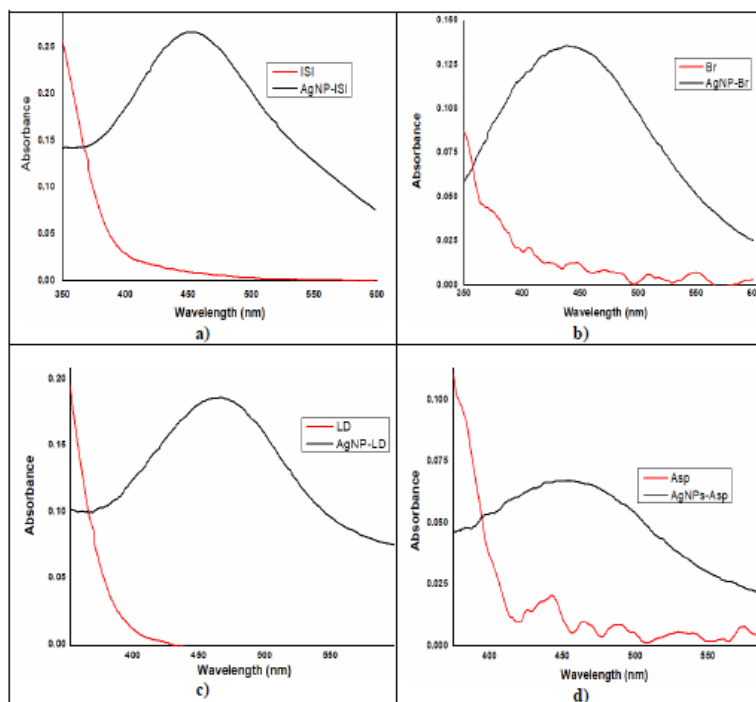 0.25
0.20
0.15
0.10
0.05
0.00
Absorbance
ISI
AgNP-ISI
350 400 450 500 550 600
Wavelength (nm)
a)
0.150
0.125
0.100
0.075
0.050
0.025
0.000
Absorbance
Br
AgNP-Br
350 400 450 500 550 600
Wavelength (nm)
b)
0.20
0.15
0.10
0.05
0.00
Absorbance
LD
AgNP-LD
400 450 500 550
Wavelength (nm)
c)
0.100
0.075
0.050
0.025
0.000
Absorbance
Asp
AgNPs-Asp
400 450 500 550
Wavelength (nm)
d)